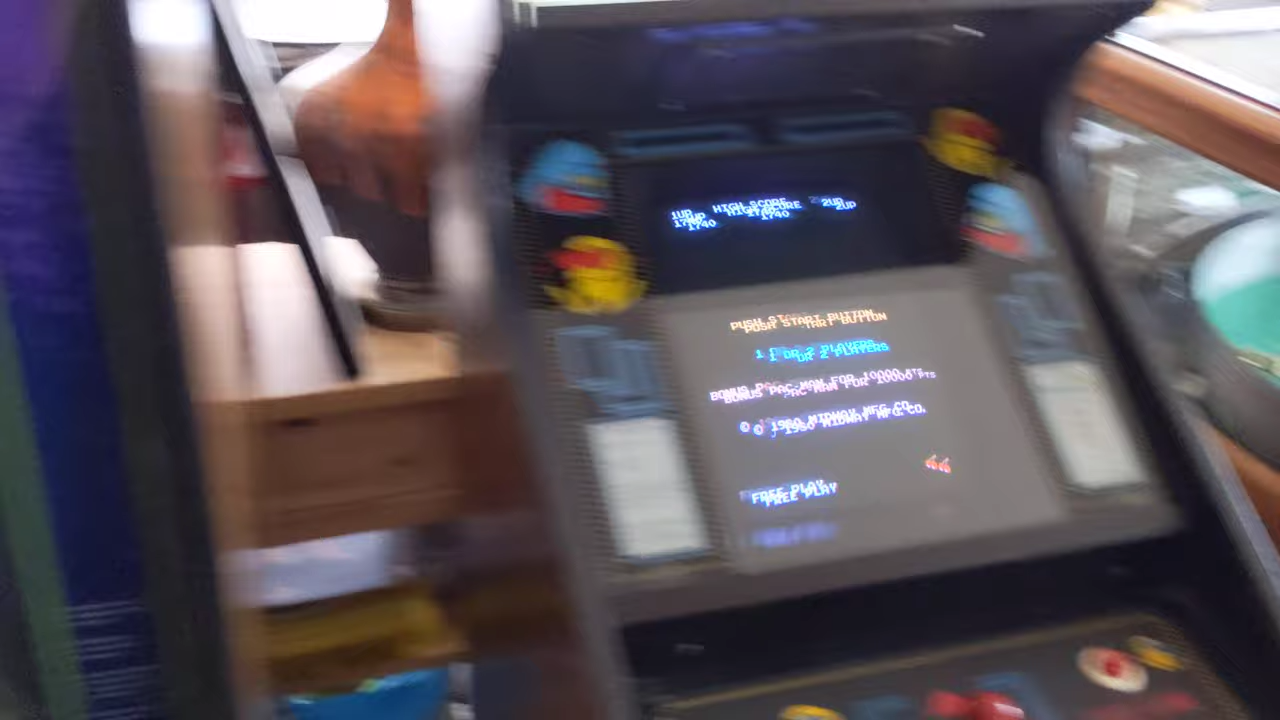 1UP HIGH SCORE 2UP
1740 1740
PUSH START BUTTON
1 OR 2 PLAYERS
BONUS PAC-MAN FOR 10000 PTS
© 1980 MIDWAY MFG.CO.
FREE PLAY